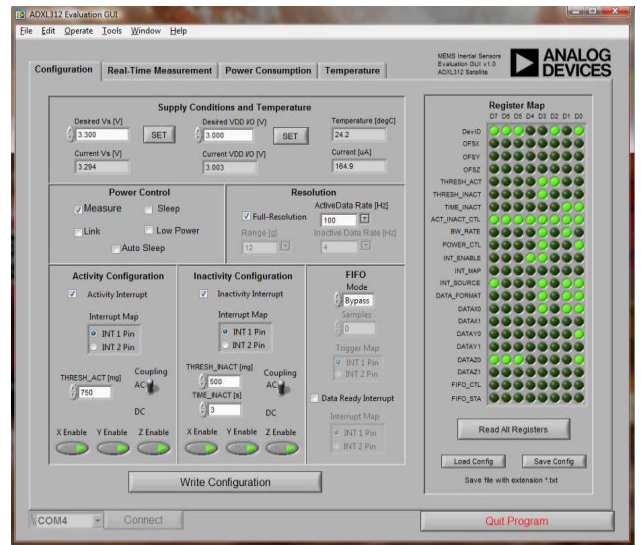 ADXL312 Evaluation GUI
File Edit Operate Tools Window Help
MEMS Inertial Sensors
Evaluation GUI v1.0
ADXL312 Satellite
ANALOG
DEVICES
Configuration Real-Time Measurement Power Consumption Temperature
Supply Conditions and Temperature
Desired Vs [V] Desired VDD I/O [V] Temperature [degC]
3.300 SET 3.000 SET 24.2
Current Vs [V] Current VDD I/O [V] Current [uA]
3.294 3.003 164.9
Power Control
Measure Sleep
Link Low Power
Auto Sleep
Resolution
ActiveData Rate [Hz]
Full-Resolution 100
Range [g] Inactive Data Rate [Hz]
12 4
Activity Configuration
Activity Interrupt
Interrupt Map
INT 1 Pin
INT 2 Pin
THRESH_ACT [mg] Coupling
750 AC
DC
X Enable Y Enable Z Enable
Inactivity Configuration
Inactivity Interrupt
Interrupt Map
INT 1 Pin
INT 2 Pin
THRESH_INACT [mg] Coupling
500 AC
TIME_INACT [s]
3 DC
X Enable Y Enable Z Enable
FIFO
Mode
Bypass
Samples
0
Trigger Map
INT 1 Pin
INT 2 Pin
Data Ready Interrupt
Interrupt Map
INT 1 Pin
INT 2 Pin
Write Configuration
Register Map
D7 D6 D5 D4 D3 D2 D1 D0
DevID
OFSX
OFSY
OFSZ
THRESH_ACT
THRESH_INACT
TIME_INACT
ACT_INACT_CTL
BW_RATE
POWER_CTL
INT_ENABLE
INT_MAP
INT_SOURCE
DATA_FORMAT
DATAX0
DATAX1
DATAY0
DATAY1
DATAZ0
DATAZ1
FIFO_CTL
FIFO_STA
Read All Registers
Load Config Save Config
Save file with extension *.txt
COM4 Connect
Quit Program